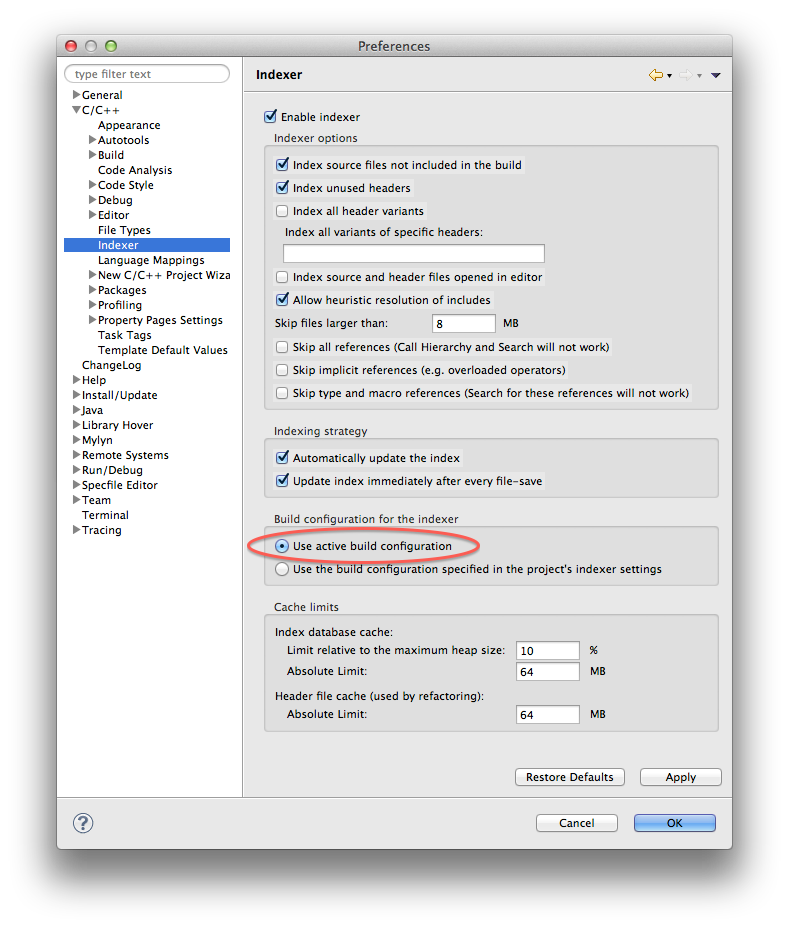 Preferences
type filter text
General
C/C++
Appearance
Autotools
Build
Code Analysis
Code Style
Debug
Editor
File Types
Indexer
Language Mappings
New C/C++ Project Wiza
Packages
Profiling
Property Pages Settings
Task Tags
Template Default Values
ChangeLog
Help
Install/Update
Java
Library Hover
Mylyn
Remote Systems
Run/Debug
Specfile Editor
Team
Terminal
Tracing
Indexer
Enable indexer
Indexer options
Index source files not included in the build
Index unused headers
Index all header variants
Index all variants of specific headers:
Index source and header files opened in editor
Allow heuristic resolution of includes
Skip files larger than: 8 MB
Skip all references (Call Hierarchy and Search will not work)
Skip implicit references (e.g. overloaded operators)
Skip type and macro references (Search for these references will not work)
Indexing strategy
Automatically update the index
Update index immediately after every file-save
Build configuration for the indexer
Use active build configuration
Use the build configuration specified in the project's indexer settings
Cache limits
Index database cache:
Limit relative to the maximum heap size: 10 %
Absolute Limit: 64 MB
Header file cache (used by refactoring):
Absolute Limit: 64 MB
Restore Defaults Apply
? Cancel OK